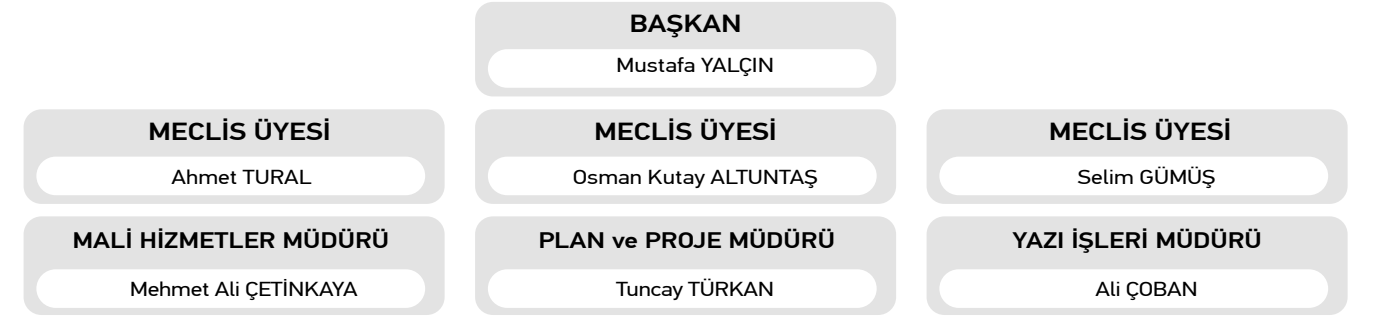 BAŞKAN
Mustafa YALÇIN
MECLİS ÜYESİ
Ahmet TURAL
MECLİS ÜYESİ
Osman Kutay ALTUNTAŞ
MECLİS ÜYESİ
Selim GÜMÜŞ
MALİ HİZMETLER MÜDÜRÜ
Mehmet Ali ÇETİNKAYA
PLAN ve PROJE MÜDÜRÜ
Tuncay TÜRKAN
YAZI İŞLERİ MÜDÜRÜ
Ali ÇOBAN